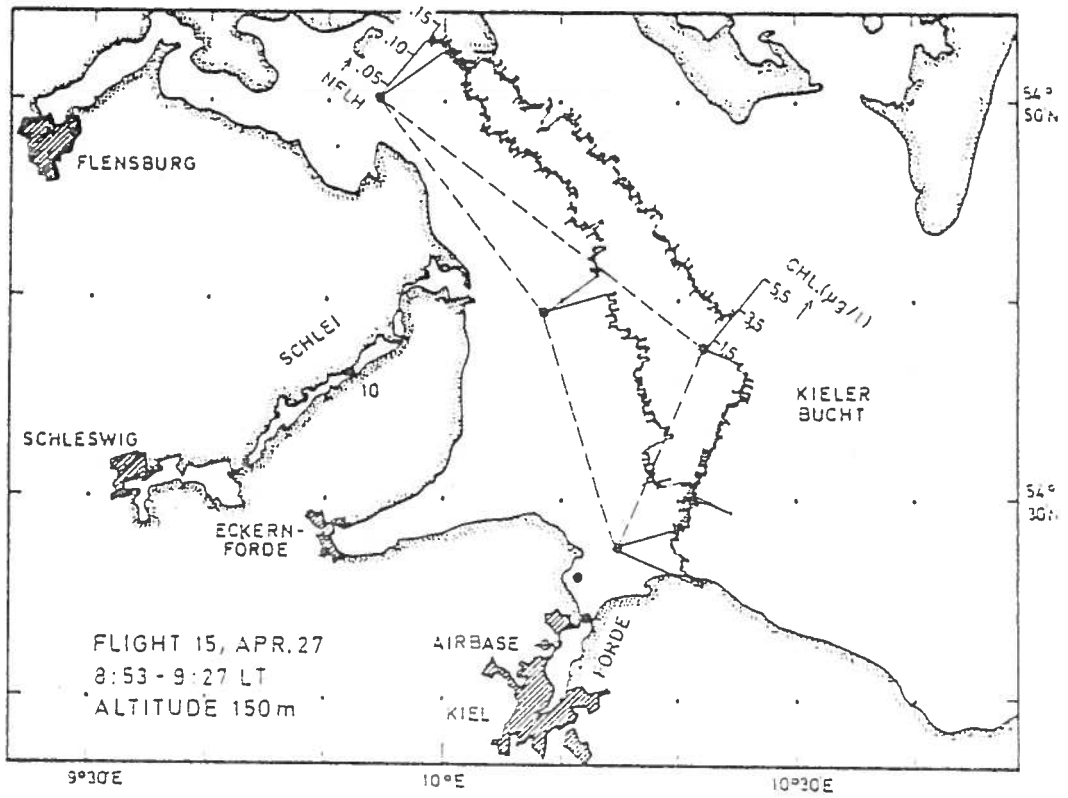 .15
.10
.05
NFLH
54°
50'N
FLENSBURG
CHL.(µg/l)
5,5
3,5
1,5
SCHLEI
10
KIELER
BUCHT
SCHLESWIG
54°
30'N
ECKERN-
FORDE
FLIGHT 15, APR. 27
8:53 - 9:27 LT
ALTITUDE 150 m
AIRBASE
FORDE
KIEL
9°30'E
10°E
10°30'E